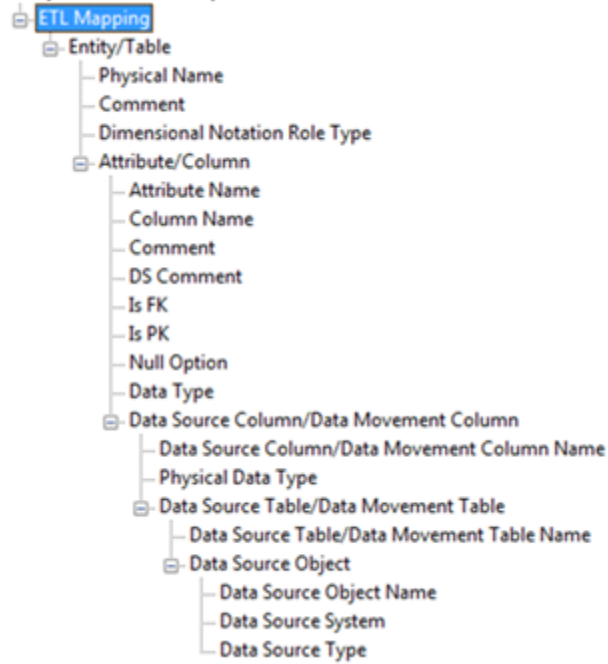 ETL Mapping
Entity/Table
Physical Name
Comment
Dimensional Notation Role Type
Attribute/Column
Attribute Name
Column Name
Comment
DS Comment
Is FK
Is PK
Null Option
Data Type
Data Source Column/Data Movement Column
Data Source Column/Data Movement Column Name
Physical Data Type
Data Source Table/Data Movement Table
Data Source Table/Data Movement Table Name
Data Source Object
Data Source Object Name
Data Source System
Data Source Type